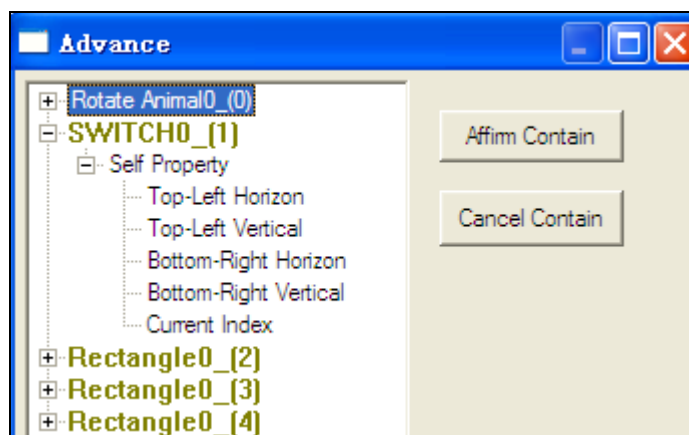 Advance
Rotate Animal0_(0)
SWITCH0_(1)
Self Property
Top-Left Horizon
Top-Left Vertical
Bottom-Right Horizon
Bottom-Right Vertical
Current Index
Rectangle0_(2)
Rectangle0_(3)
Rectangle0_(4)
Affirm Contain
Cancel Contain